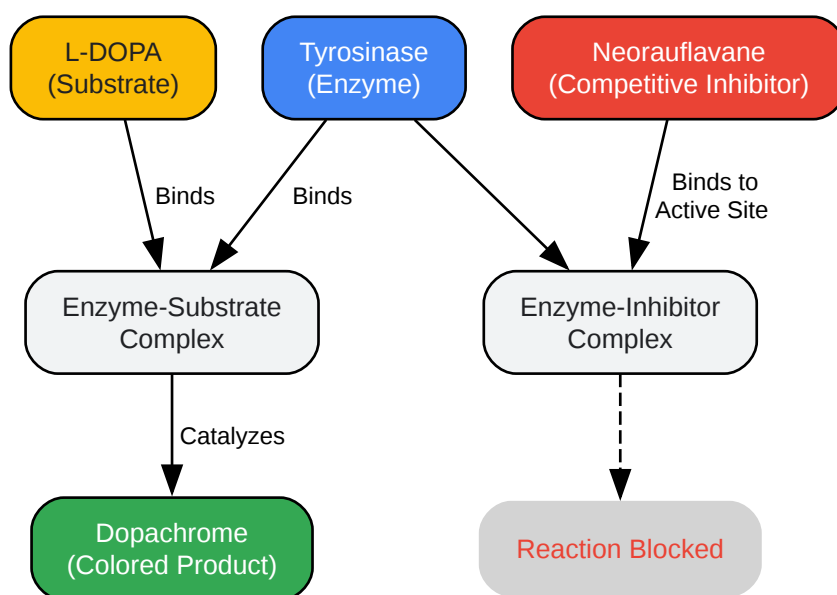 L-DOPA
(Substrate)
Tyrosinase
(Enzyme)
Neorauflavane
(Competitive Inhibitor)
Binds
Binds
Binds to
Active Site
Enzyme-Substrate
Complex
Enzyme-Inhibitor
Complex
Catalyzes
Dopachrome
(Colored Product)
Reaction Blocked